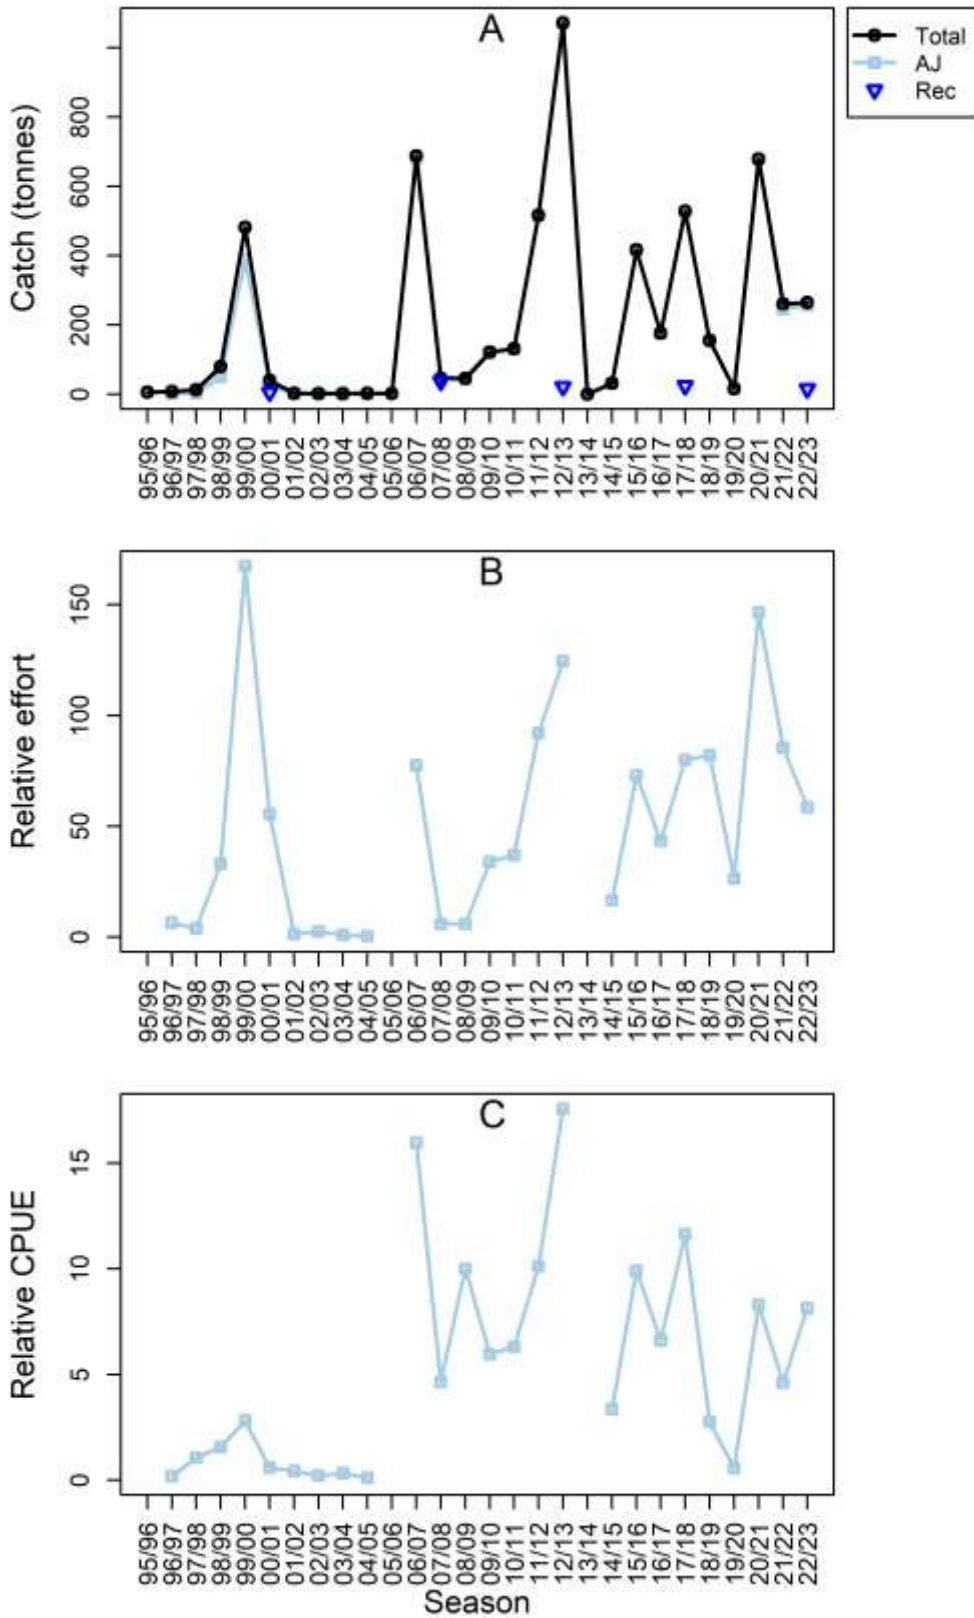 A
Total
AJ
Rec
Catch (tonnes)
800
600
400
200
0
95/96 96/97 97/98 98/99 99/00 00/01 01/02 02/03 03/04 04/05 05/06 06/07 07/08 08/09 09/10 10/11 11/12 12/13 13/14 14/15 15/16 16/17 17/18 18/19 19/20 20/21 21/22 22/23
B
Relative effort
150
100
50
0
95/96 96/97 97/98 98/99 99/00 00/01 01/02 02/03 03/04 04/05 05/06 06/07 07/08 08/09 09/10 10/11 11/12 12/13 13/14 14/15 15/16 16/17 17/18 18/19 19/20 20/21 21/22 22/23
C
Relative CPUE
15
10
5
0
95/96 96/97 97/98 98/99 99/00 00/01 01/02 02/03 03/04 04/05 05/06 06/07 07/08 08/09 09/10 10/11 11/12 12/13 13/14 14/15 15/16 16/17 17/18 18/19 19/20 20/21 21/22 22/23
Season